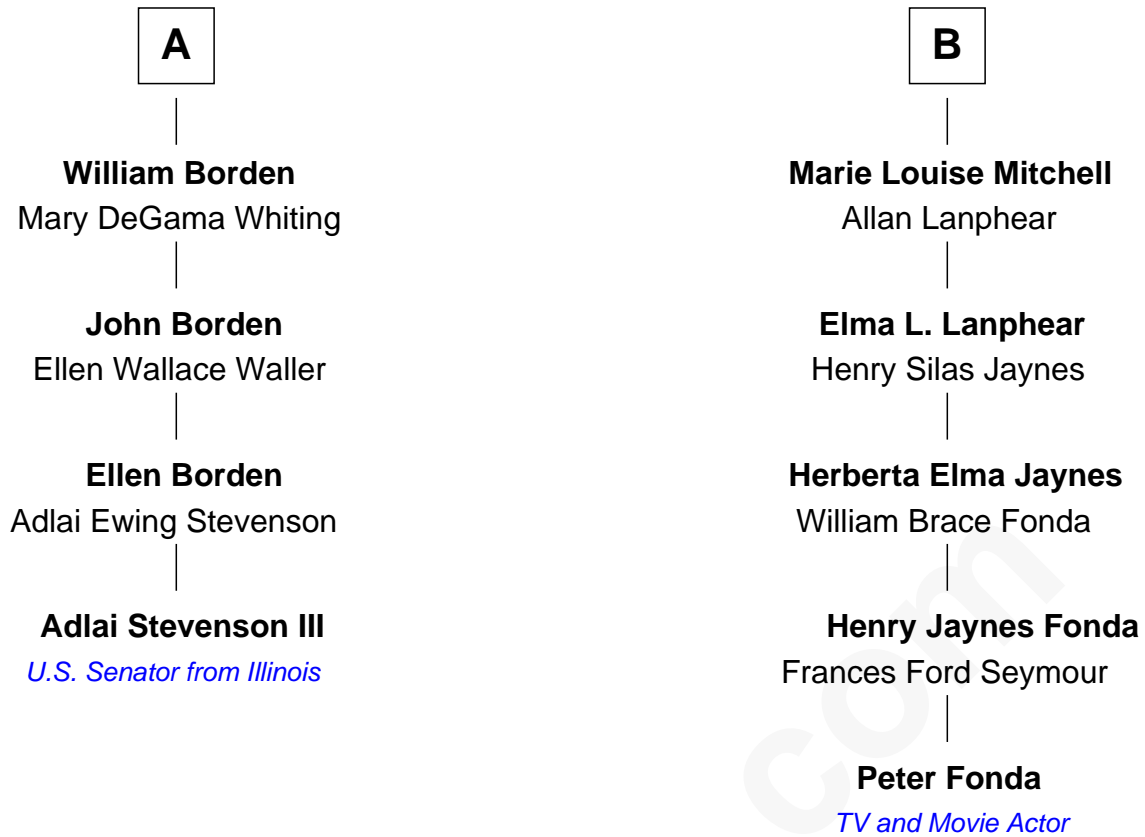 A
William Borden
Mary DeGama Whiting
John Borden
Ellen Wallace Waller
Ellen Borden
Adlai Ewing Stevenson
Adlai Stevenson III
U.S. Senator from Illinois
B
Marie Louise Mitchell
Allan Lanphear
Elma L. Lanphear
Henry Silas Jaynes
Herberta Elma Jaynes
William Brace Fonda
Henry Jaynes Fonda
Frances Ford Seymour
Peter Fonda
TV and Movie Actor
com